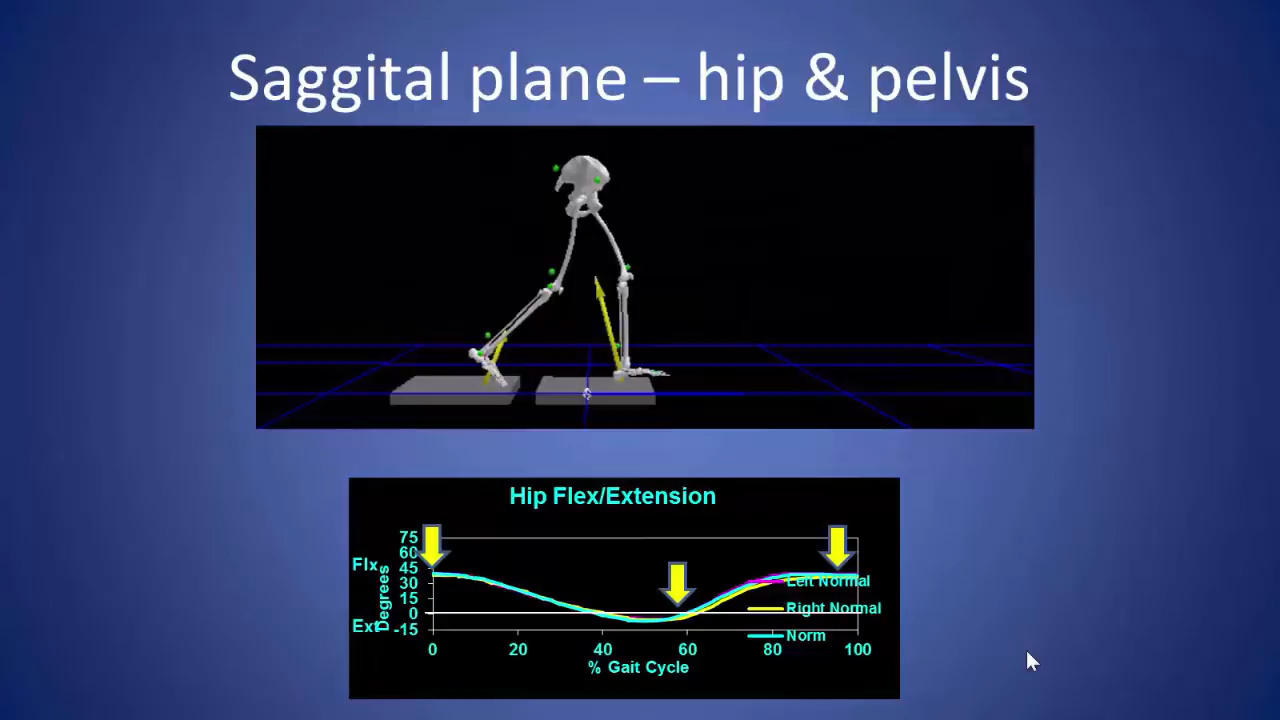 Saggital plane – hip & pelvis
Hip Flex/Extension
75
60
45
30
15
0
-15
Flx
Ext
Degrees
Left Normal
Right Normal
Norm
0 20 40 60 80 100
% Gait Cycle